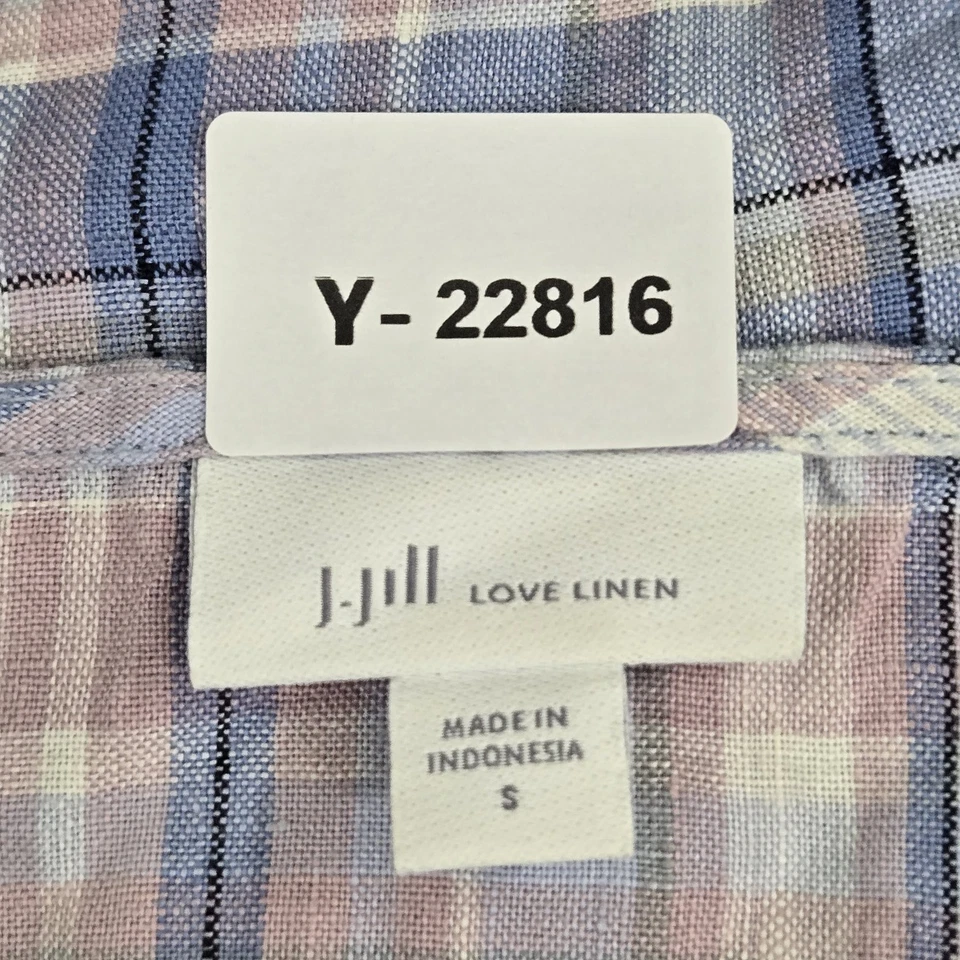 Y- 22816
J.Jill LOVE LINEN
MADE IN
INDONESIA
S